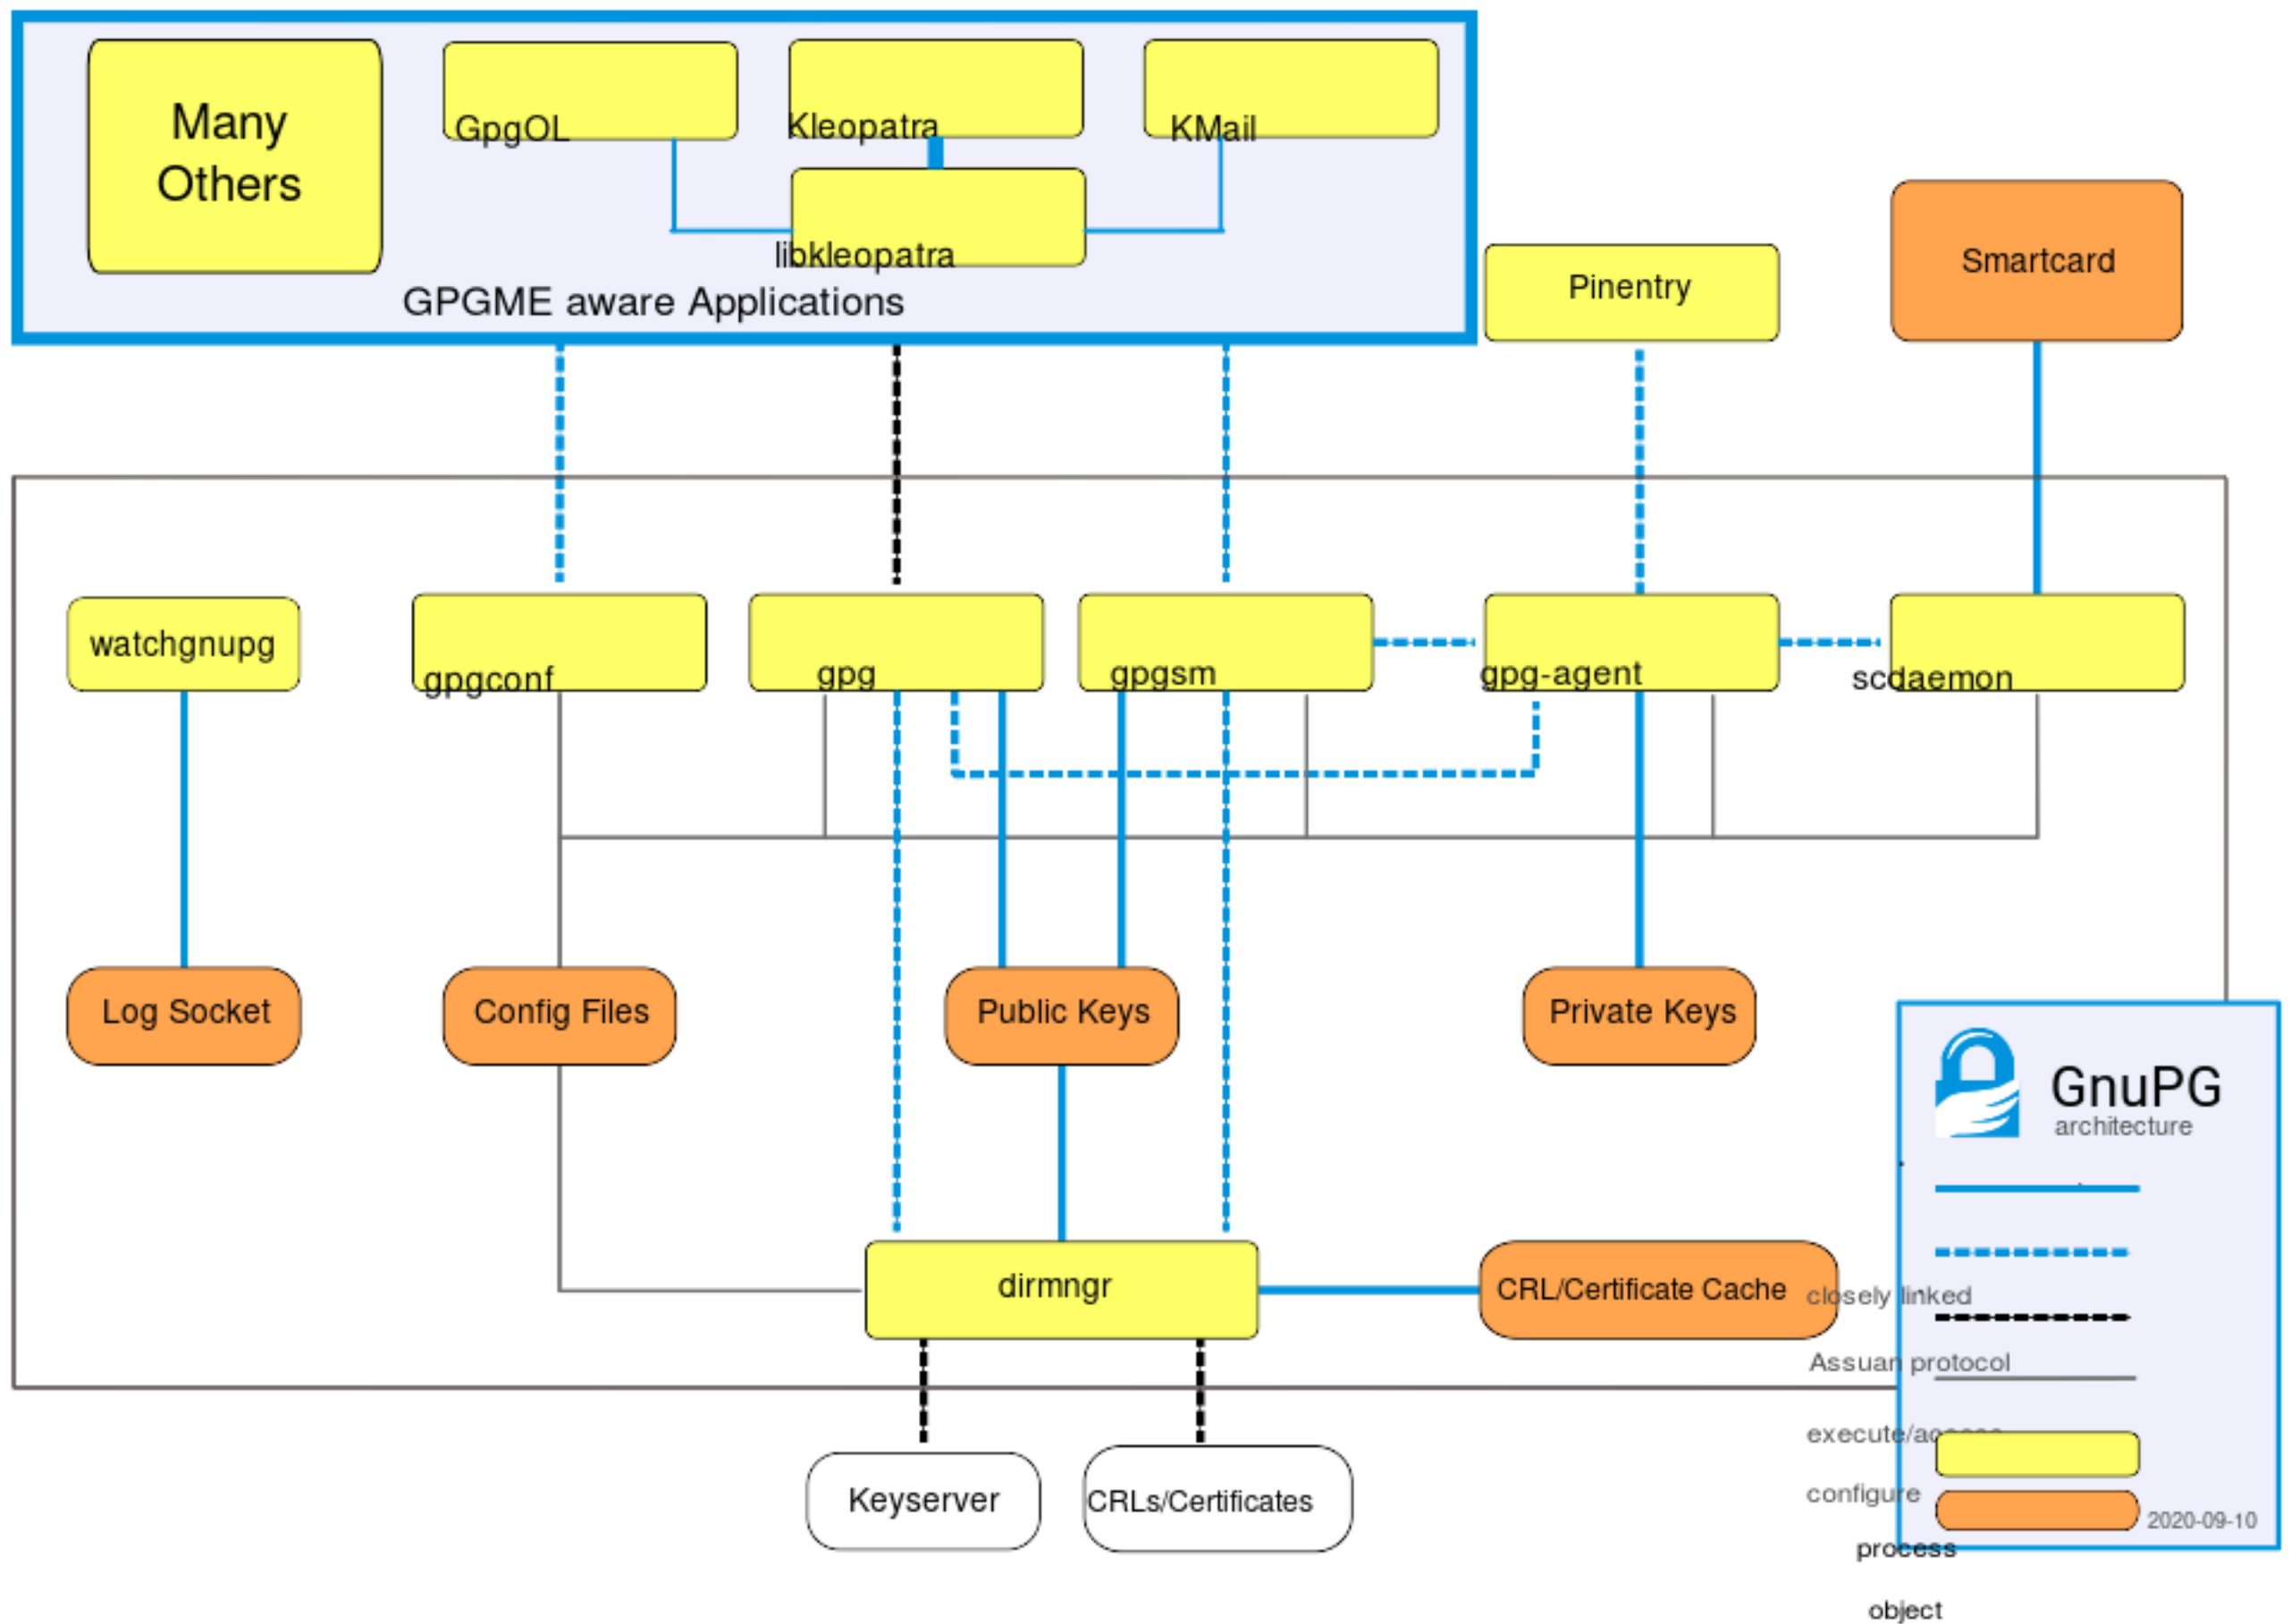 Many
Others
GpgOL
Kleopatra
KMail
libkleopatra
GPGME aware Applications
Pinentry
Smartcard
watchgnupg
gpgconf
gpg
gpgsm
gpg-agent
scdaemon
Log Socket
Config Files
Public Keys
Private Keys
GnuPG
architecture
dirmngr
CRL/Certificate Cache
closely linked
Assuan protocol
execute/access
configure
Keyserver
CRLs/Certificates
2020-09-10
process
object